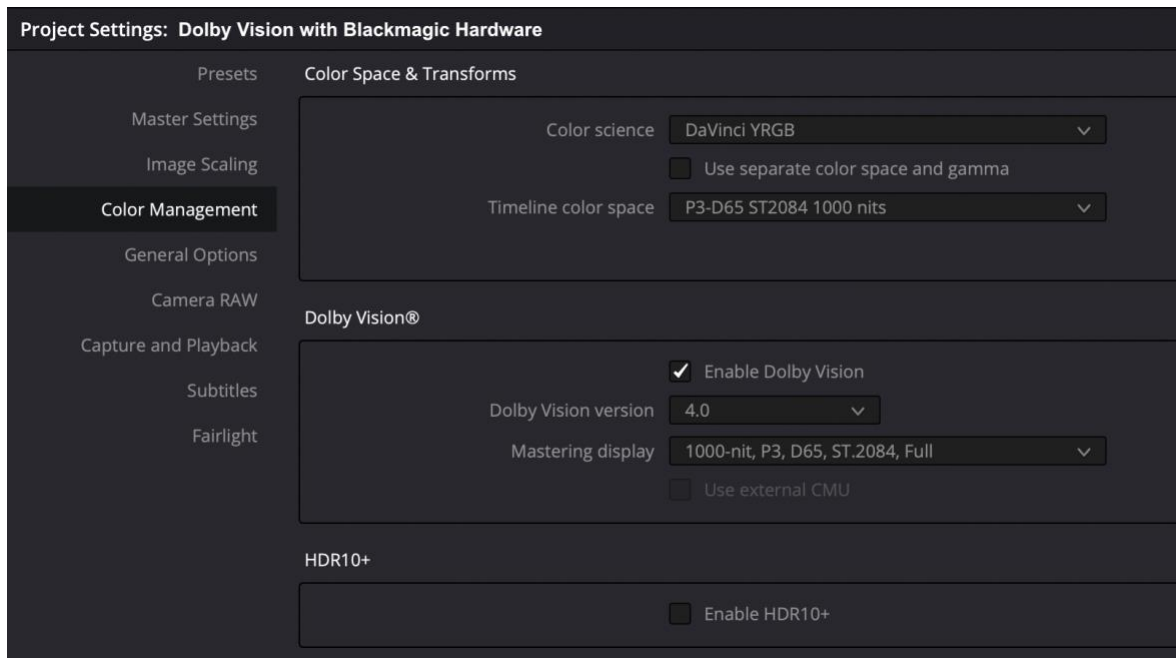 Project Settings: Dolby Vision with Blackmagic Hardware
Presets
Master Settings
Image Scaling
Color Management
General Options
Camera RAW
Capture and Playback
Subtitles
Fairlight
Color Space & Transforms
Color science DaVinci YRGB
Use separate color space and gamma
Timeline color space P3-D65 ST2084 1000 nits
Dolby Vision®
Enable Dolby Vision
Dolby Vision version 4.0
Mastering display 1000-nit, P3, D65, ST.2084, Full
Use external CMU
HDR10+
Enable HDR10+